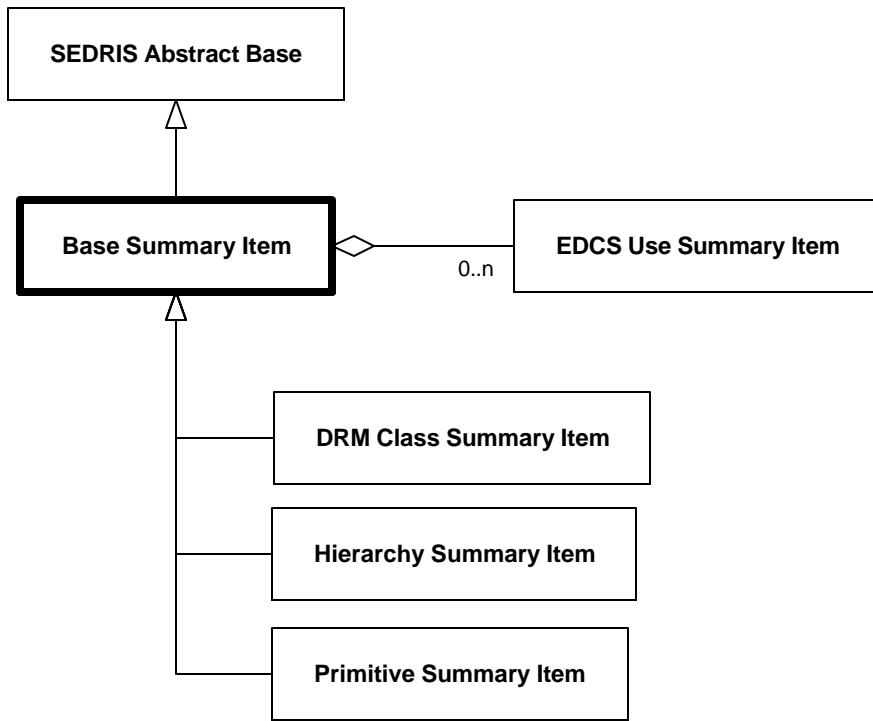 SEDRIS Abstract Base
Base Summary Item
EDCS Use Summary Item
0..n
DRM Class Summary Item
Hierarchy Summary Item
Primitive Summary Item